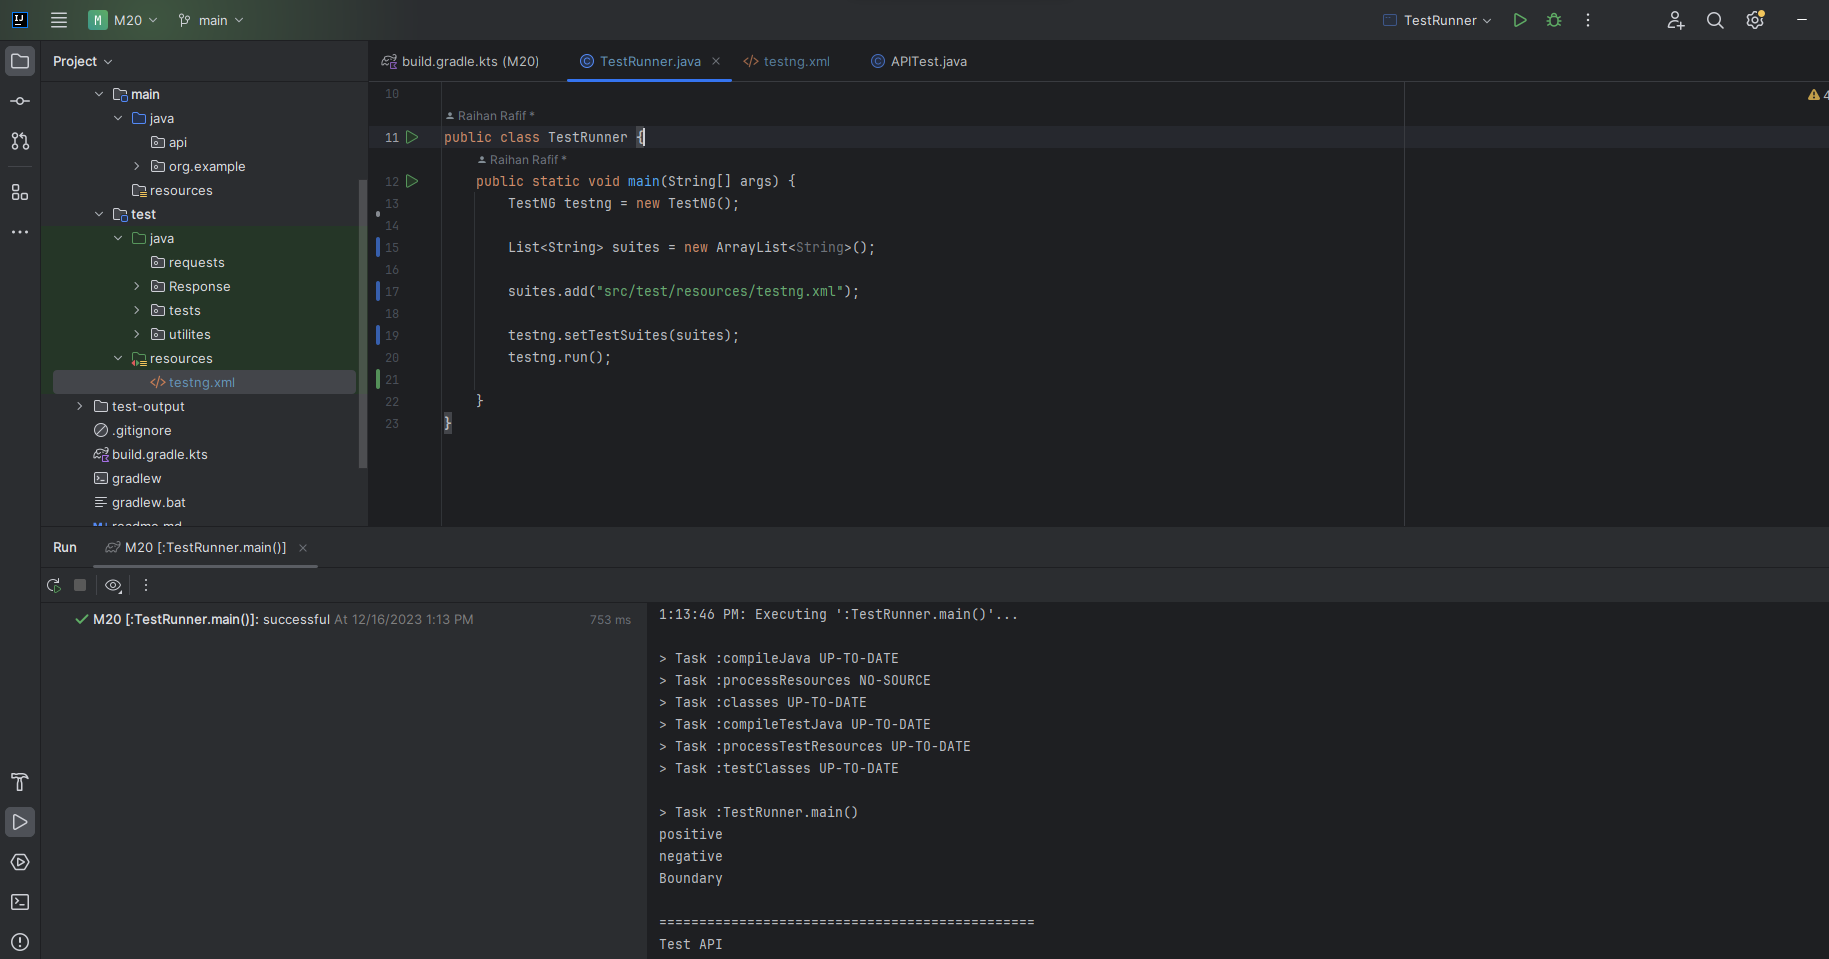 IJ M M20 main TestRunner
Project
build.gradle.kts (M20) TestRunner.java testng.xml APITest.java
main
java
api
org.example
resources
test
java
requests
Response
tests
utilites
resources
testng.xml
test-output
.gitignore
build.gradle.kts
gradlew
gradlew.bat
readme.md
10
Raihan Rafif *
11 public class TestRunner {
Raihan Rafif *
12 public static void main(String[] args) {
13 TestNG testng = new TestNG();
14
15 List<String> suites = new ArrayList<String>();
16
17 suites.add("src/test/resources/testng.xml");
18
19 testng.setTestSuites(suites);
20 testng.run();
21
22 }
23 }
4
Run M20 [:TestRunner.main()]
M20 [:TestRunner.main()]: successful At 12/16/2023 1:13 PM 753 ms
1:13:46 PM: Executing ':TestRunner.main()'...
> Task :compileJava UP-TO-DATE
> Task :processResources NO-SOURCE
> Task :classes UP-TO-DATE
> Task :compileTestJava UP-TO-DATE
> Task :processTestResources UP-TO-DATE
> Task :testClasses UP-TO-DATE
> Task :TestRunner.main()
positive
negative
Boundary
===============================================
Test API